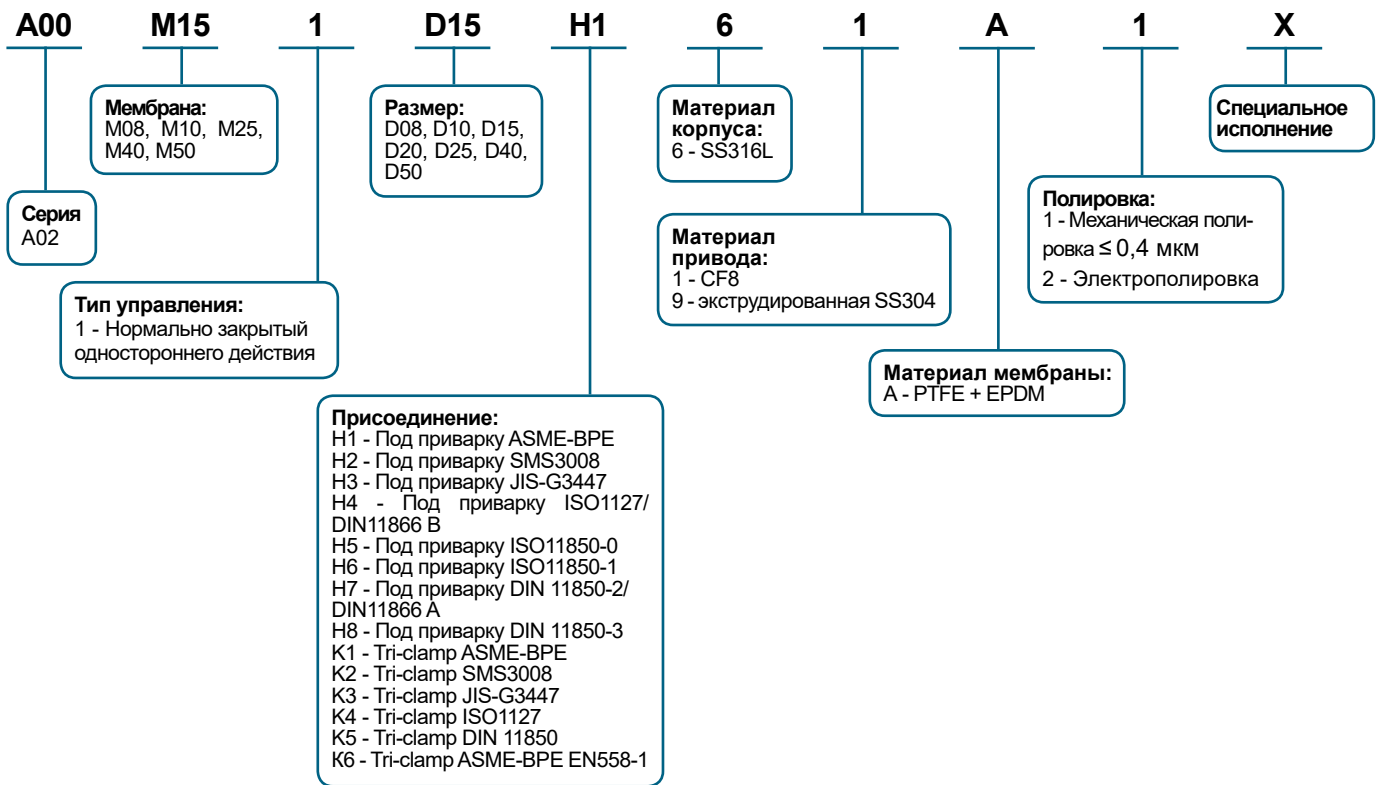 A00 M15 1 D15 H1 6 1 A 1 X
Мембрана:
M08, M10, M25,
M40, M50
Размер:
D08, D10, D15,
D20, D25, D40,
D50
Материал
корпуса:
6 - SS316L
Специальное
исполнение
Серия
A02
Полировка:
1 - Механическая поли-
ровка ≤ 0,4 мкм
2 - Электрополировка
Материал
привода:
1 - CF8
9 - экструдированная SS304
Тип управления:
1 - Нормально закрытый
одностороннего действия
Материал мембраны:
A - PTFE + EPDM
Присоединение:
H1 - Под приварку ASME-BPE
H2 - Под приварку SMS3008
H3 - Под приварку JIS-G3447
H4 - Под приварку ISO1127/
DIN11866 B
H5 - Под приварку ISO11850-0
H6 - Под приварку ISO11850-1
H7 - Под приварку DIN 11850-2/
DIN11866 A
H8 - Под приварку DIN 11850-3
K1 - Tri-clamp ASME-BPE
K2 - Tri-clamp SMS3008
K3 - Tri-clamp JIS-G3447
K4 - Tri-clamp ISO1127
K5 - Tri-clamp DIN 11850
K6 - Tri-clamp ASME-BPE EN558-1